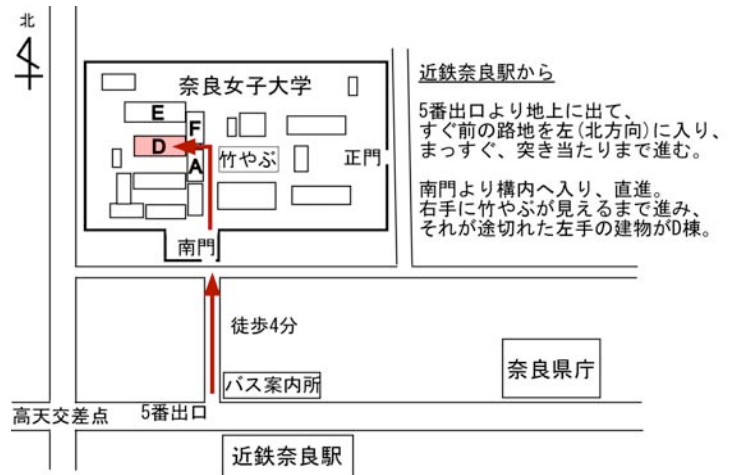 北
奈良女子大学
E
F
D
A
竹やぶ
正門
南門
徒歩4分
バス案内所
奈良県庁
高天交差点
5番出口
近鉄奈良駅
近鉄奈良駅から
5番出口より地上に出て、
すぐ前の路地を左(北方向)に入り、
まっすぐ、突き当たりまで進む。
南門より構内へ入り、直進。
右手に竹やぶが見えるまで進み、
それが途切れた左手の建物がD棟。